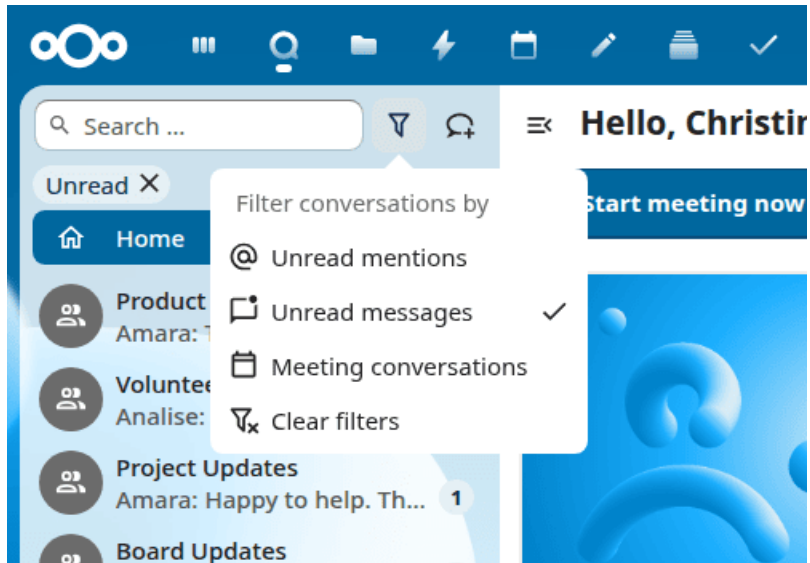 Search ...
Hello, Christin
Unread
Filter conversations by
Start meeting now
Home
Unread mentions
Product
Unread messages
Amara:
Meeting conversations
Analise:
Clear filters
Project Updates
Amara: Happy to help. Th...
1
Board Updates